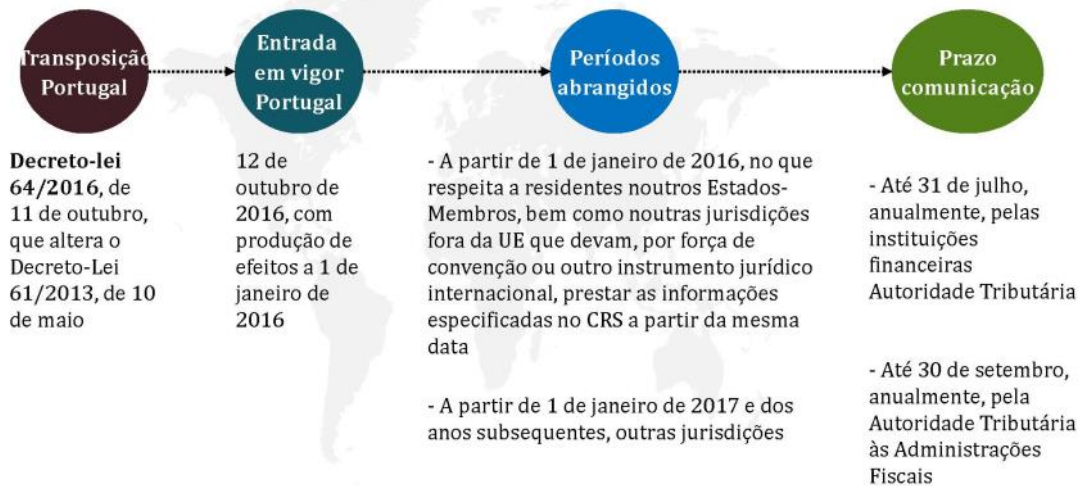 Transposição
Portugal
Entrada
em vigor
Portugal
Períodos
abrangidos
Prazo
comunicação
Decreto-lei
64/2016, de
11 de outubro,
que altera o
Decreto-Lei
61/2013, de 10
de maio
12 de
outubro de
2016, com
produção de
efeitos a 1 de
janeiro de
2016
- A partir de 1 de janeiro de 2016, no que
respeita a residentes noutros Estados-
Membros, bem como noutras jurisdições
fora da UE que devam, por força de
convenção ou outro instrumento jurídico
internacional, prestar as informações
especificadas no CRS a partir da mesma
data
- A partir de 1 de janeiro de 2017 e dos
anos subsequentes, outras jurisdições
- Até 31 de julho,
anualmente, pelas
instituições
financeiras
Autoridade Tributária
- Até 30 de setembro,
anualmente, pela
Autoridade Tributária
às Administrações
Fiscais